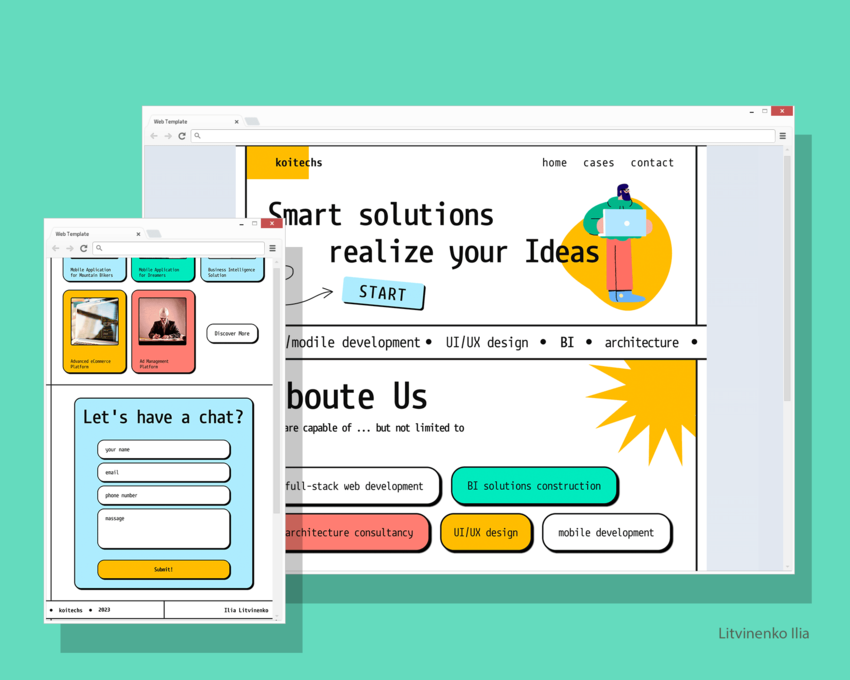 Web Template
koitechs
home cases contact
Smart solutions
realize your Ideas
START
/modile development • UI/UX design • BI • architecture •
boute Us
are capable of ... but not limited to
full-stack web development
BI solutions construction
architecture consultancy
UI/UX design
mobile development
Web Template
Mobile Application
for Mountain Bikers
Mobile Application
for Dreamers
Business Intelligence
Solution
Advanced eCommerce
Platform
Ad Management
Platform
Discover More
Let's have a chat?
your name
email
phone number
massage
Submit!
• koitechs • 2023
Ilia Litvinenko
Litvinenko Ilia